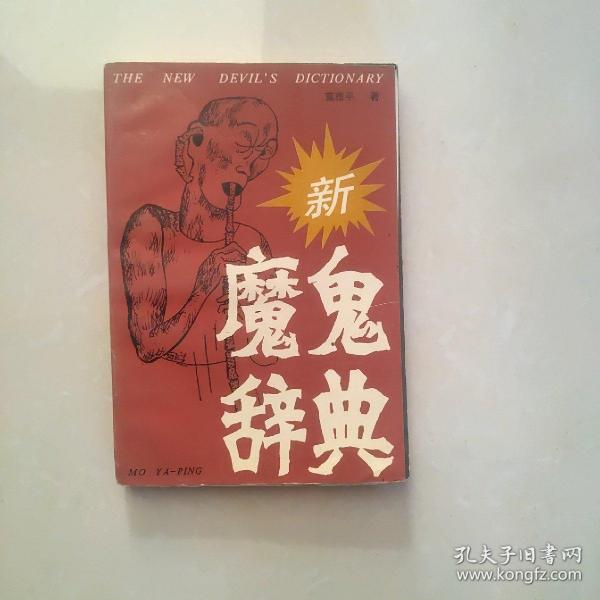 THE NEW DEVIL'S DICTIONARY
莫雅平 著
新
魔鬼
辞典
MO YA-PING
孔夫子旧書网
www.kongfz.com